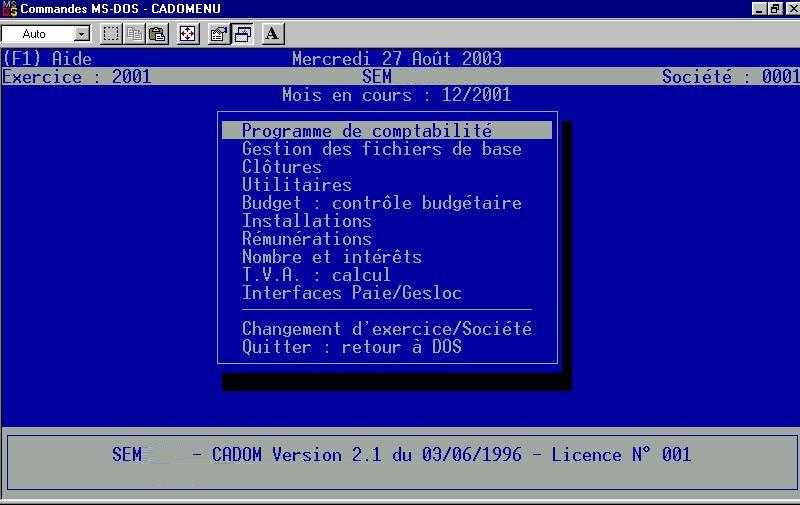 Commandes MS-DOS - CADOMENU
Auto A
(F1) Aide Mercredi 27 Août 2003
Exercice : 2001 SEM Société : 0001
Mois en cours : 12/2001
Programme de comptabilité
Gestion des fichiers de base
Clôtures
Utilitaires
Budget : contrôle budgétaire
Installations
Rémunérations
Nombre et intérêts
T.V.A. : calcul
Interfaces Paie/Gesloc
Changement d'exercice/Société
Quitter : retour à DOS
SEM - CADOM Version 2.1 du 03/06/1996 - Licence N° 001